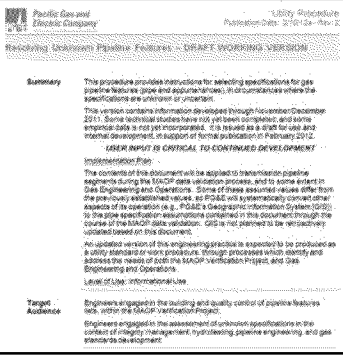 Pacific Gas and
Electric Company
Utility Procedure
Publication Date: Rev: 2
Resolving Unknown Pipeline Features – DRAFT WORKING VERSION
Summary
This procedure provides instructions for selecting specifications for gas
pipeline features (pipe and appurtenances), in circumstances where the
specifications are unknown or uncertain.
This version contains information developed through November/December
2011. Some technical studies have not yet been completed, and some
empirical data is not yet incorporated. It is issued as a draft for use and
internal development, in support of formal publication in February 2012.
USER INPUT IS CRITICAL TO CONTINUED DEVELOPMENT
Implementation Plan
The contents of this document will be applied to transmission pipeline
segments during the MAOP data validation process, and to some extent in
Gas Engineering and Operations. Some of these assumed values differ from
the previously established values, so PG&E will systematically convert other
aspects of its operation (e.g., PG&E's Geographic Information System [GIS])
to the pipe specification assumptions contained in this document through the
course of the MAOP data validation. GIS is not planned to be retroactively
updated based on this document.
An updated version of this engineering practice is expected to be produced as
a utility standard or work procedure, through processes which identify and
address the needs of both the MAOP Verification Project, and Gas
Engineering and Operations.
Level of Use: Informational Use
Target
Audience
Engineers engaged in the building and quality control of pipeline features
lists, within the MAOP Verification Project.
Engineers engaged in the assessment of unknown specifications in the
context of integrity management, hydrotesting, pipeline engineering, and gas
standards development.